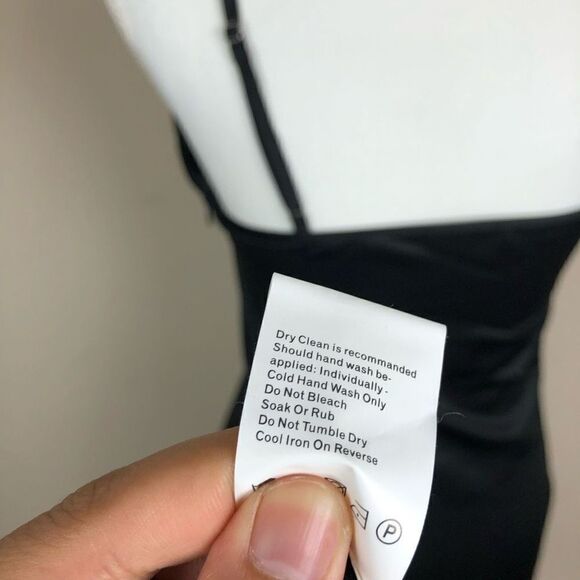 Dry Clean is recommanded
Should hand wash be-
applied: Individually-
Cold Hand Wash Only
Do Not Bleach
Soak Or Rub
Do Not Tumble Dry
Cool Iron On Reverse
P